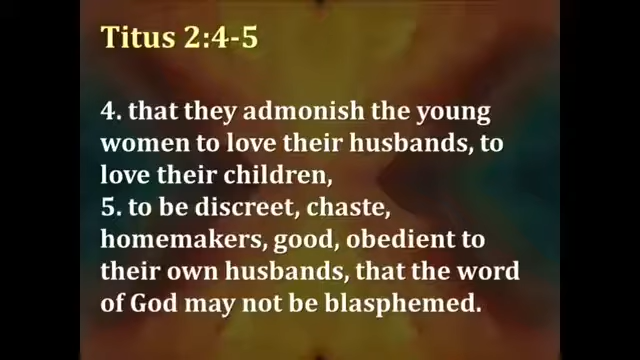 Titus 2:4-5
4. that they admonish the young
women to love their husbands, to
love their children,
5. to be discreet, chaste,
homemakers, good, obedient to
their own husbands, that the word
of God may not be blasphemed.